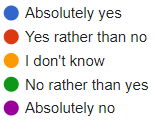 Absolutely yes
Yes rather than no
I don't know
No rather than yes
Absolutely no